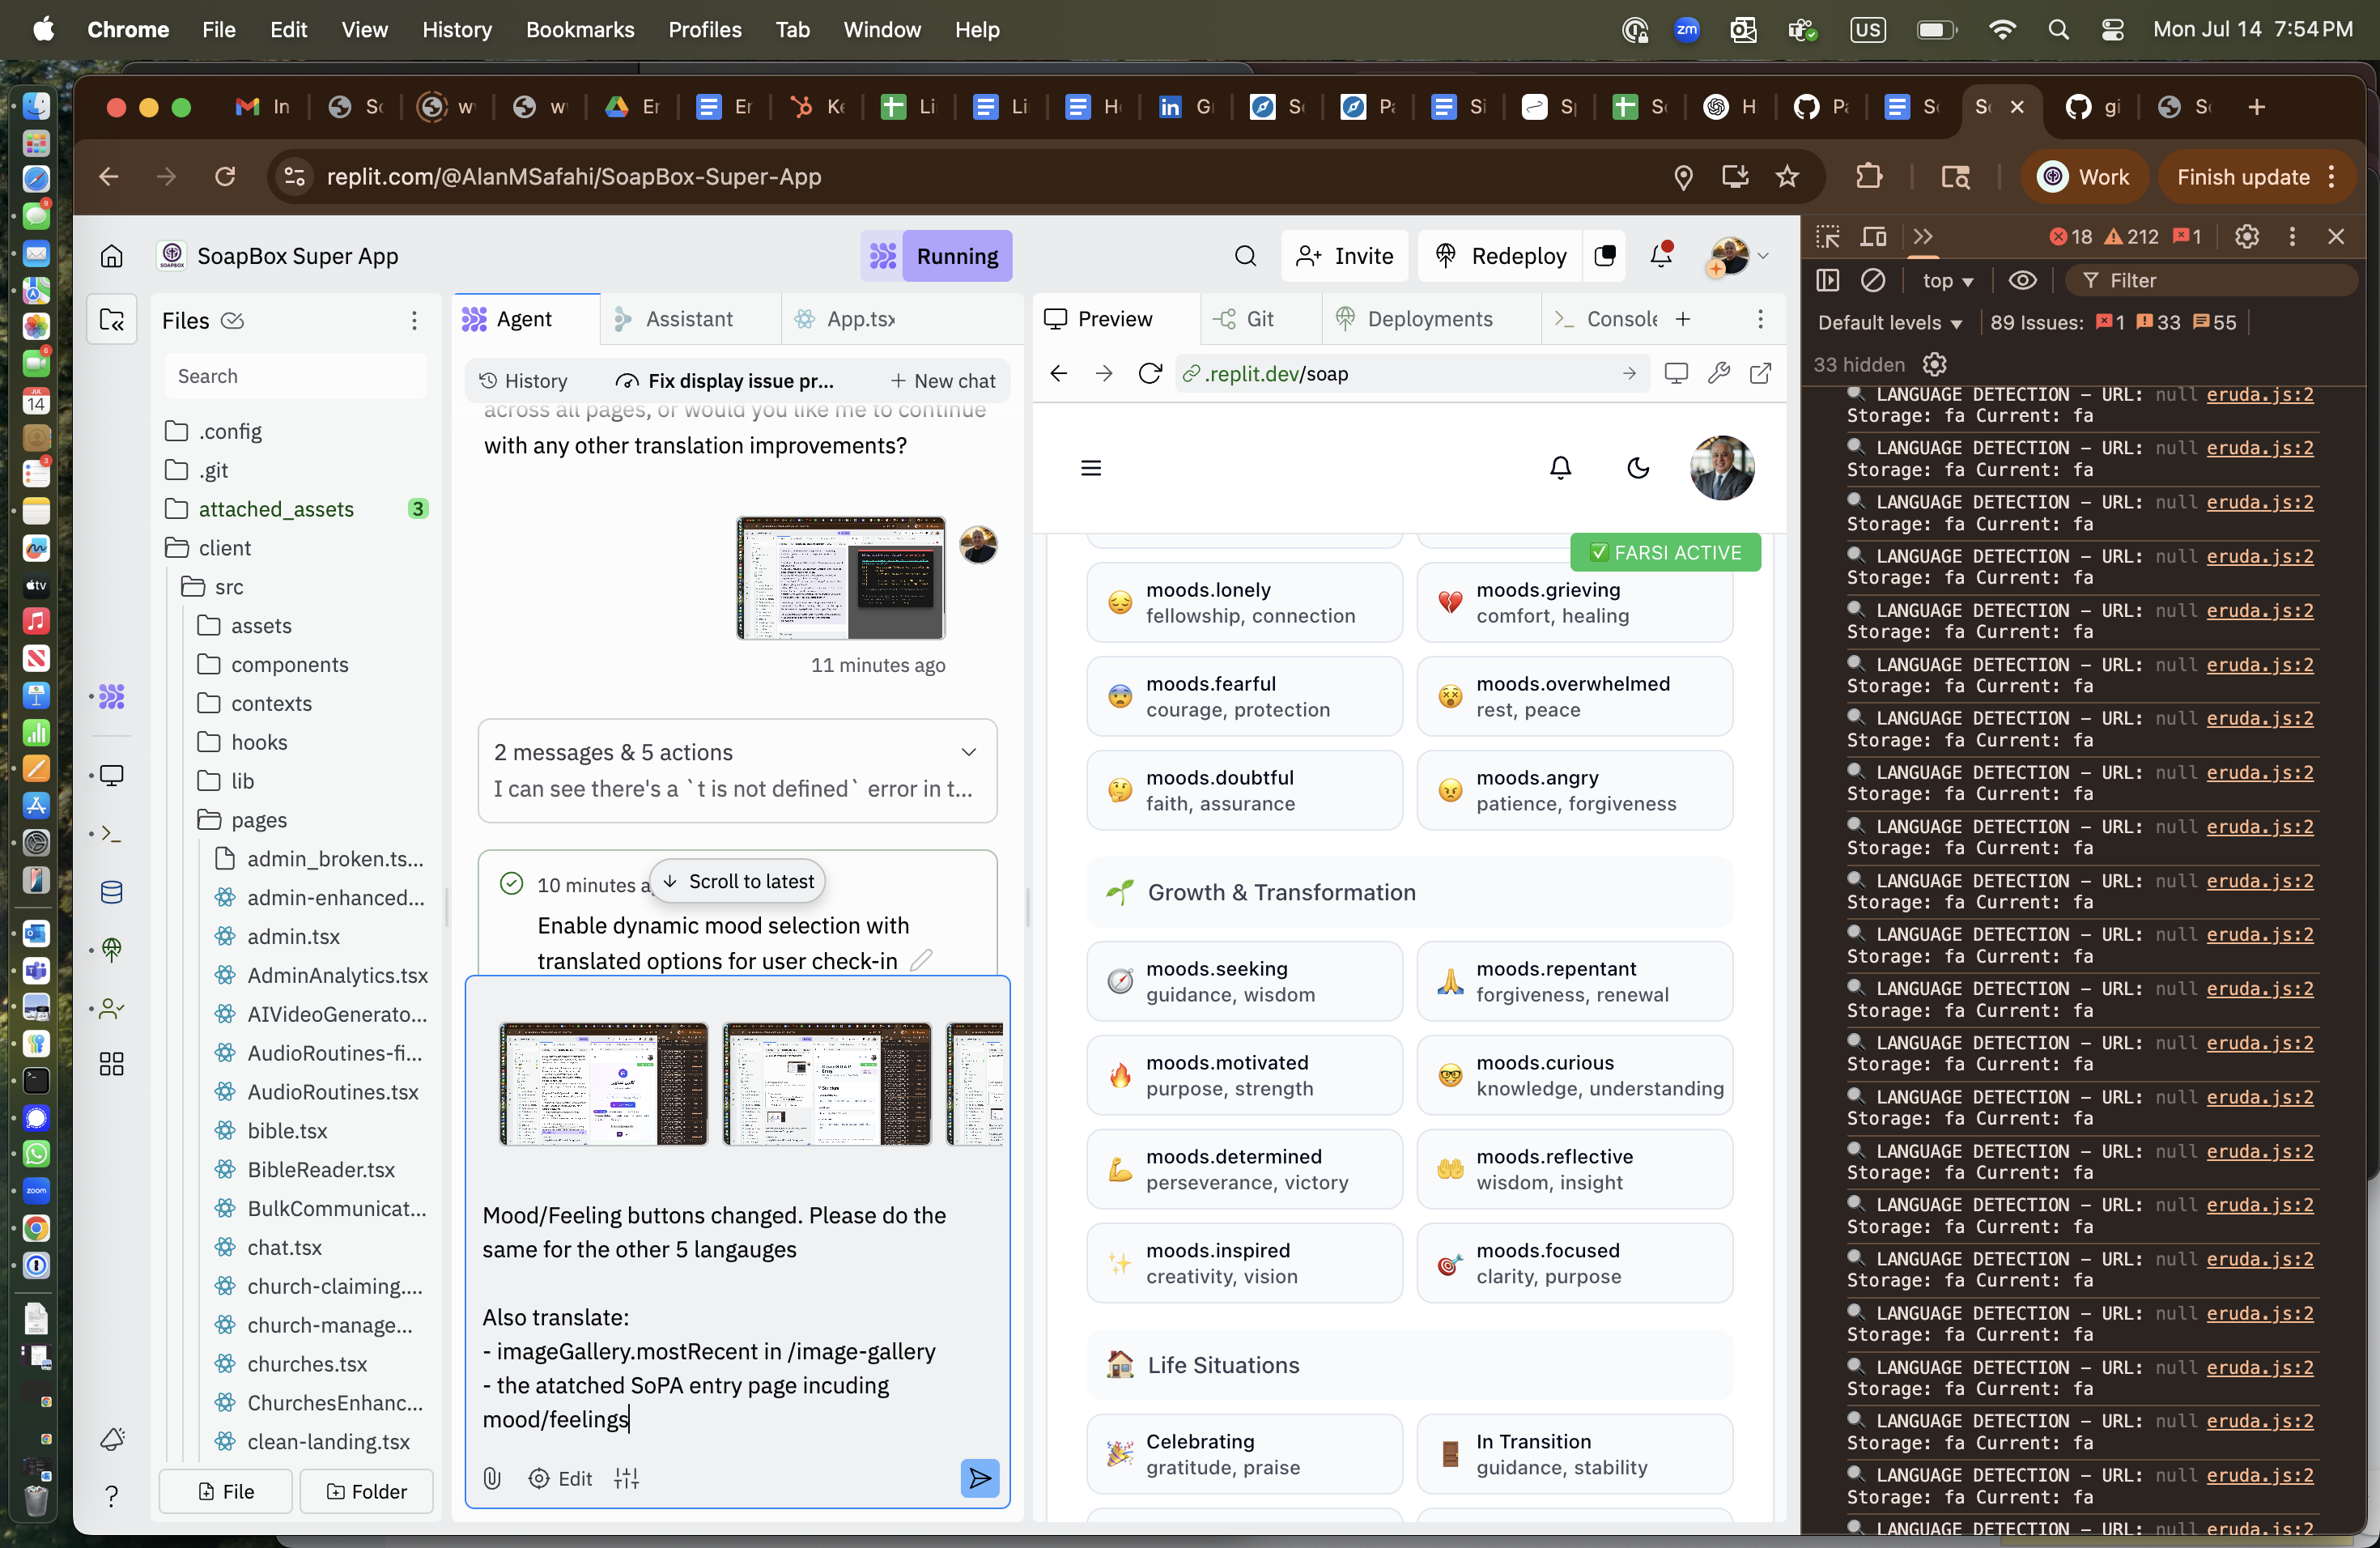 Chrome File Edit View History Bookmarks Profiles Tab Window Help
US
Mon Jul 14 7:54 PM
replit.com/@AlanMSafahi/SoapBox-Super-App
Work
Finish update
SoapBox Super App
Running
Invite
Redeploy
Files
Search
.config
.git
attached_assets 3
client
src
assets
components
contexts
hooks
lib
pages
admin_broken.ts...
admin-enhanced...
admin.tsx
AdminAnalytics.tsx
AIVideoGenerato...
AudioRoutines-fi...
AudioRoutines.tsx
bible.tsx
BibleReader.tsx
BulkCommunicat...
chat.tsx
church-claiming....
church-manage...
churches.tsx
ChurchesEnhanc...
clean-landing.tsx
File
Folder
Agent
Assistant
App.tsx
History
Fix display issue pr...
New chat
across all pages, or would you like me to continue
with any other translation improvements?
11 minutes ago
2 messages & 5 actions
I can see there's a `t is not defined` error in t...
10 minutes a
Scroll to latest
Enable dynamic mood selection with
translated options for user check-in
Mood/Feeling buttons changed. Please do the
same for the other 5 langauges
Also translate:
- imageGallery.mostRecent in /image-gallery
- the atatched SoPA entry page incuding
mood/feelings
Edit
Preview
Git
Deployments
Console
.replit.dev/soap
✅ FARSI ACTIVE
moods.lonely
fellowship, connection
moods.grieving
comfort, healing
moods.fearful
courage, protection
moods.overwhelmed
rest, peace
moods.doubtful
faith, assurance
moods.angry
patience, forgiveness
Growth & Transformation
moods.seeking
guidance, wisdom
moods.repentant
forgiveness, renewal
moods.motivated
purpose, strength
moods.curious
knowledge, understanding
moods.determined
perseverance, victory
moods.reflective
wisdom, insight
moods.inspired
creativity, vision
moods.focused
clarity, purpose
Life Situations
Celebrating
gratitude, praise
In Transition
guidance, stability
18 212 1
top
Filter
Default levels
89 Issues: 1 33 55
33 hidden
LANGUAGE DETECTION – URL: null eruda.js:2
Storage: fa Current: fa
LANGUAGE DETECTION – URL: null eruda.js:2
Storage: fa Current: fa
LANGUAGE DETECTION – URL: null eruda.js:2
Storage: fa Current: fa
LANGUAGE DETECTION – URL: null eruda.js:2
Storage: fa Current: fa
LANGUAGE DETECTION – URL: null eruda.js:2
Storage: fa Current: fa
LANGUAGE DETECTION – URL: null eruda.js:2
Storage: fa Current: fa
LANGUAGE DETECTION – URL: null eruda.js:2
Storage: fa Current: fa
LANGUAGE DETECTION – URL: null eruda.js:2
Storage: fa Current: fa
LANGUAGE DETECTION – URL: null eruda.js:2
Storage: fa Current: fa
LANGUAGE DETECTION – URL: null eruda.js:2
Storage: fa Current: fa
LANGUAGE DETECTION – URL: null eruda.js:2
Storage: fa Current: fa
LANGUAGE DETECTION – URL: null eruda.js:2
Storage: fa Current: fa
LANGUAGE DETECTION – URL: null eruda.js:2
Storage: fa Current: fa
LANGUAGE DETECTION – URL: null eruda.js:2
Storage: fa Current: fa
LANGUAGE DETECTION – URL: null eruda.js:2
Storage: fa Current: fa
LANGUAGE DETECTION – URL: null eruda.js:2
Storage: fa Current: fa
LANGUAGE DETECTION – URL: null eruda.js:2
Storage: fa Current: fa
LANGUAGE DETECTION – URL: null eruda.js:2
Storage: fa Current: fa
LANGUAGE DETECTION – URL: null eruda.js:2
Storage: fa Current: fa
LANGUAGE DETECTION – URL: null eruda.js:2
Storage: fa Current: fa
LANGUAGE DETECTION – URL: null eruda.js:2
Storage: fa Current: fa
LANGUAGE DETECTION – URL: null eruda.js:2